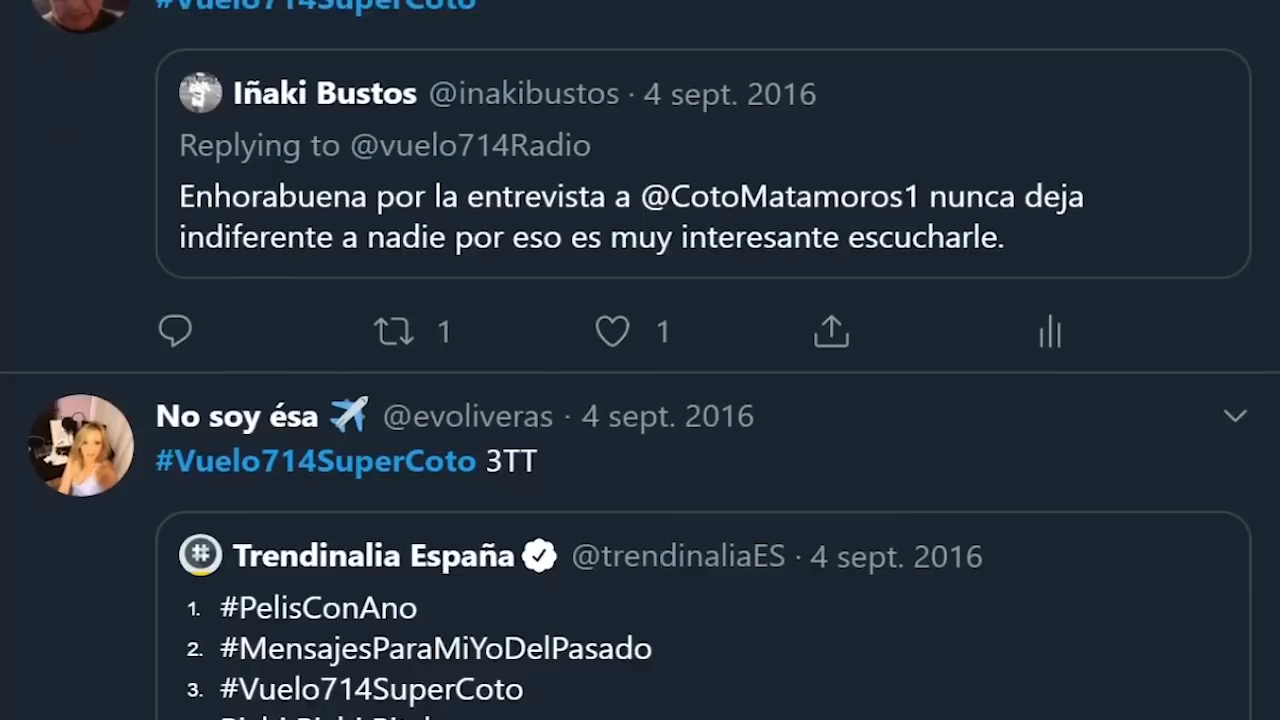 #Vuelo714SuperCoto
Iñaki Bustos @inakibustos · 4 sept. 2016
Replying to @vuelo714Radio
Enhorabuena por la entrevista a @CotoMatamoros1 nunca deja
indiferente a nadie por eso es muy interesante escucharle.
1 1
No soy ésa @evoliveras · 4 sept. 2016
#Vuelo714SuperCoto 3TT
Trendinalia España @trendinaliaES · 4 sept. 2016
1. #PelisConAno
2. #MensajesParaMiYoDelPasado
3. #Vuelo714SuperCoto